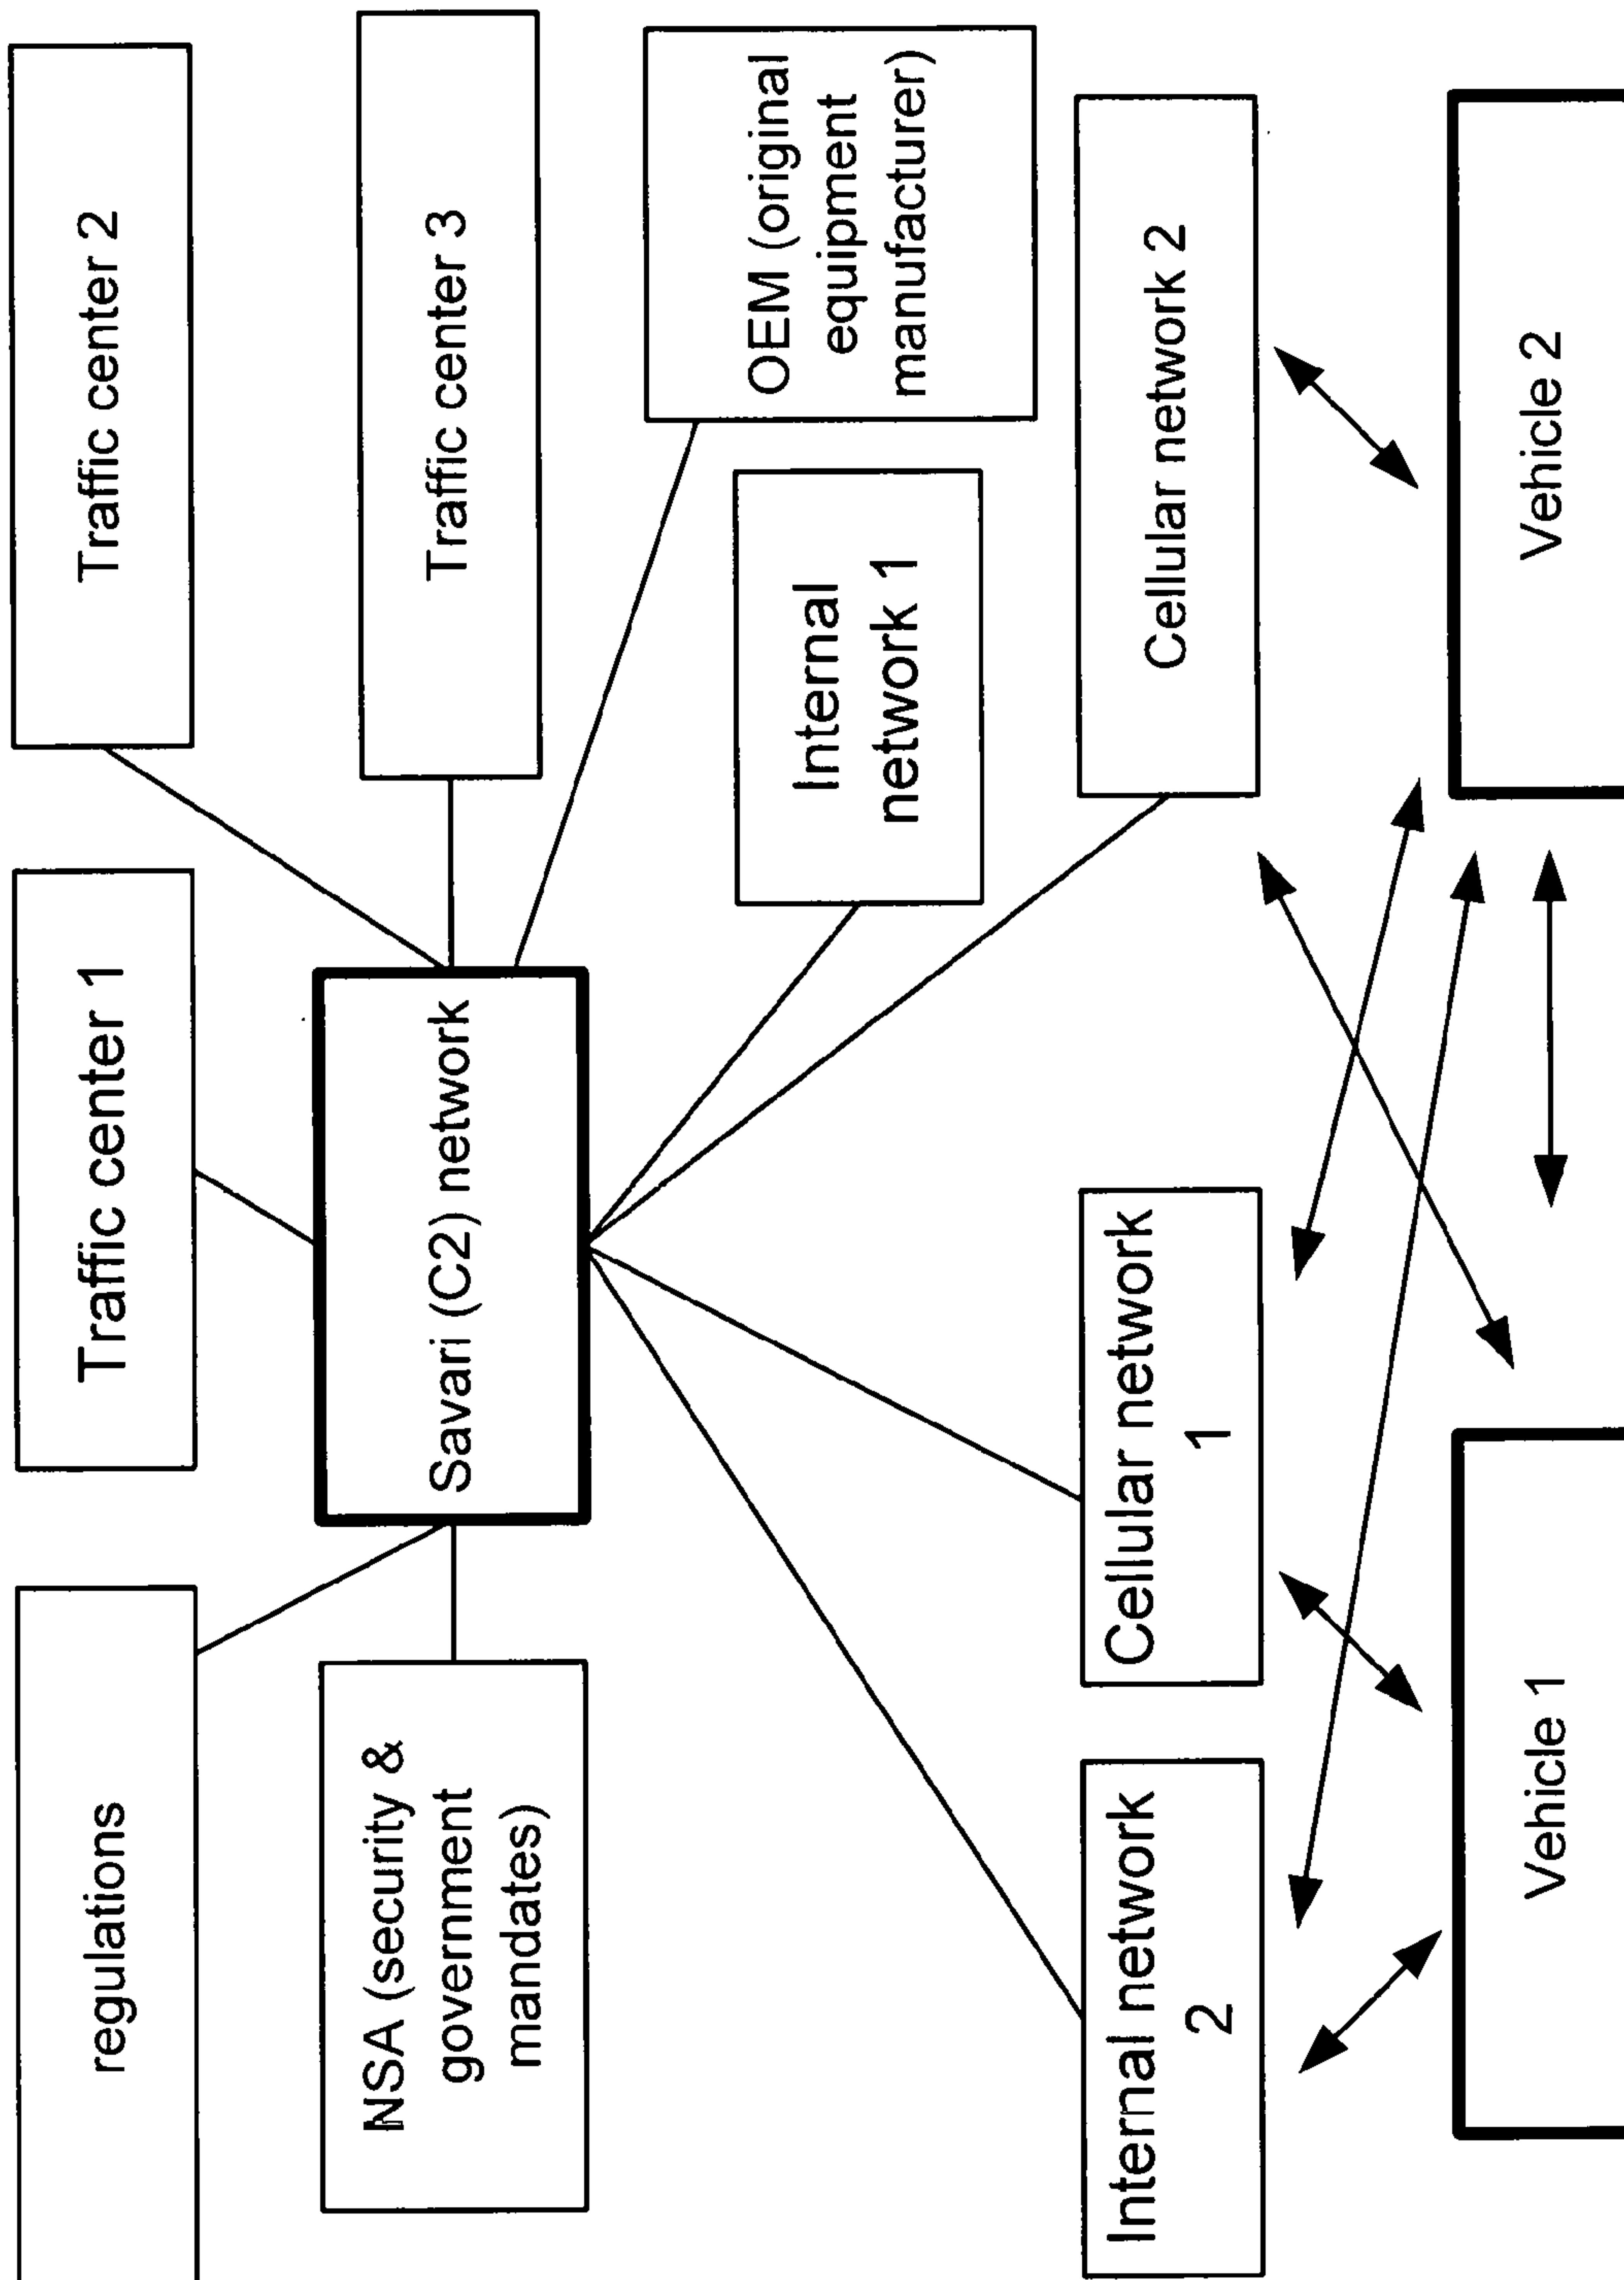 regulations
Traffic center 1
Traffic center 2
NSA (security &
government
mandates)
Savari (C2) network
Traffic center 3
OEM (original
equipment
manufacturer)
Internal
network 1
Internal network
2
Cellular network
1
Cellular network 2
Vehicle 1
Vehicle 2